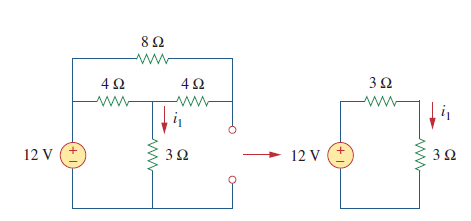 8 Ω
4 Ω 4 Ω 3 Ω
i1 i1
12 V + − 3 Ω 12 V + − 3 Ω